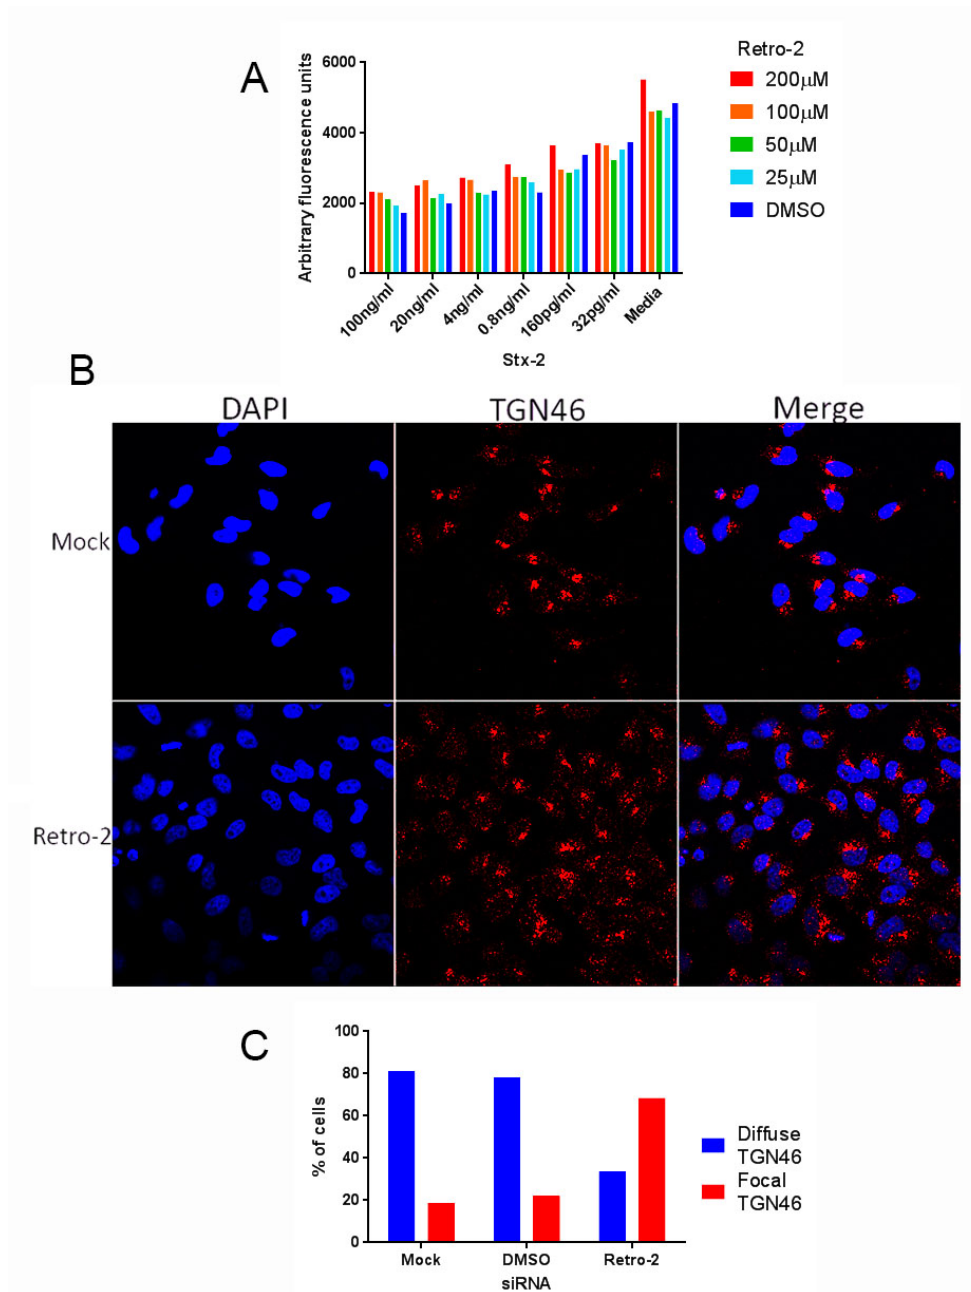 A
Arbitrary fluorescence units
6000
4000
2000
0
100ng/ml
20ng/ml
4ng/ml
0.8ng/ml
160pg/ml
32pg/ml
Media
Stx-2
Retro-2
200μM
100μM
50μM
25μM
DMSO
B
DAPI
TGN46
Merge
Mock
Retro-2
C
% of cells
100
80
60
40
20
0
Mock
DMSO
Retro-2
siRNA
Diffuse
TGN46
Focal
TGN46